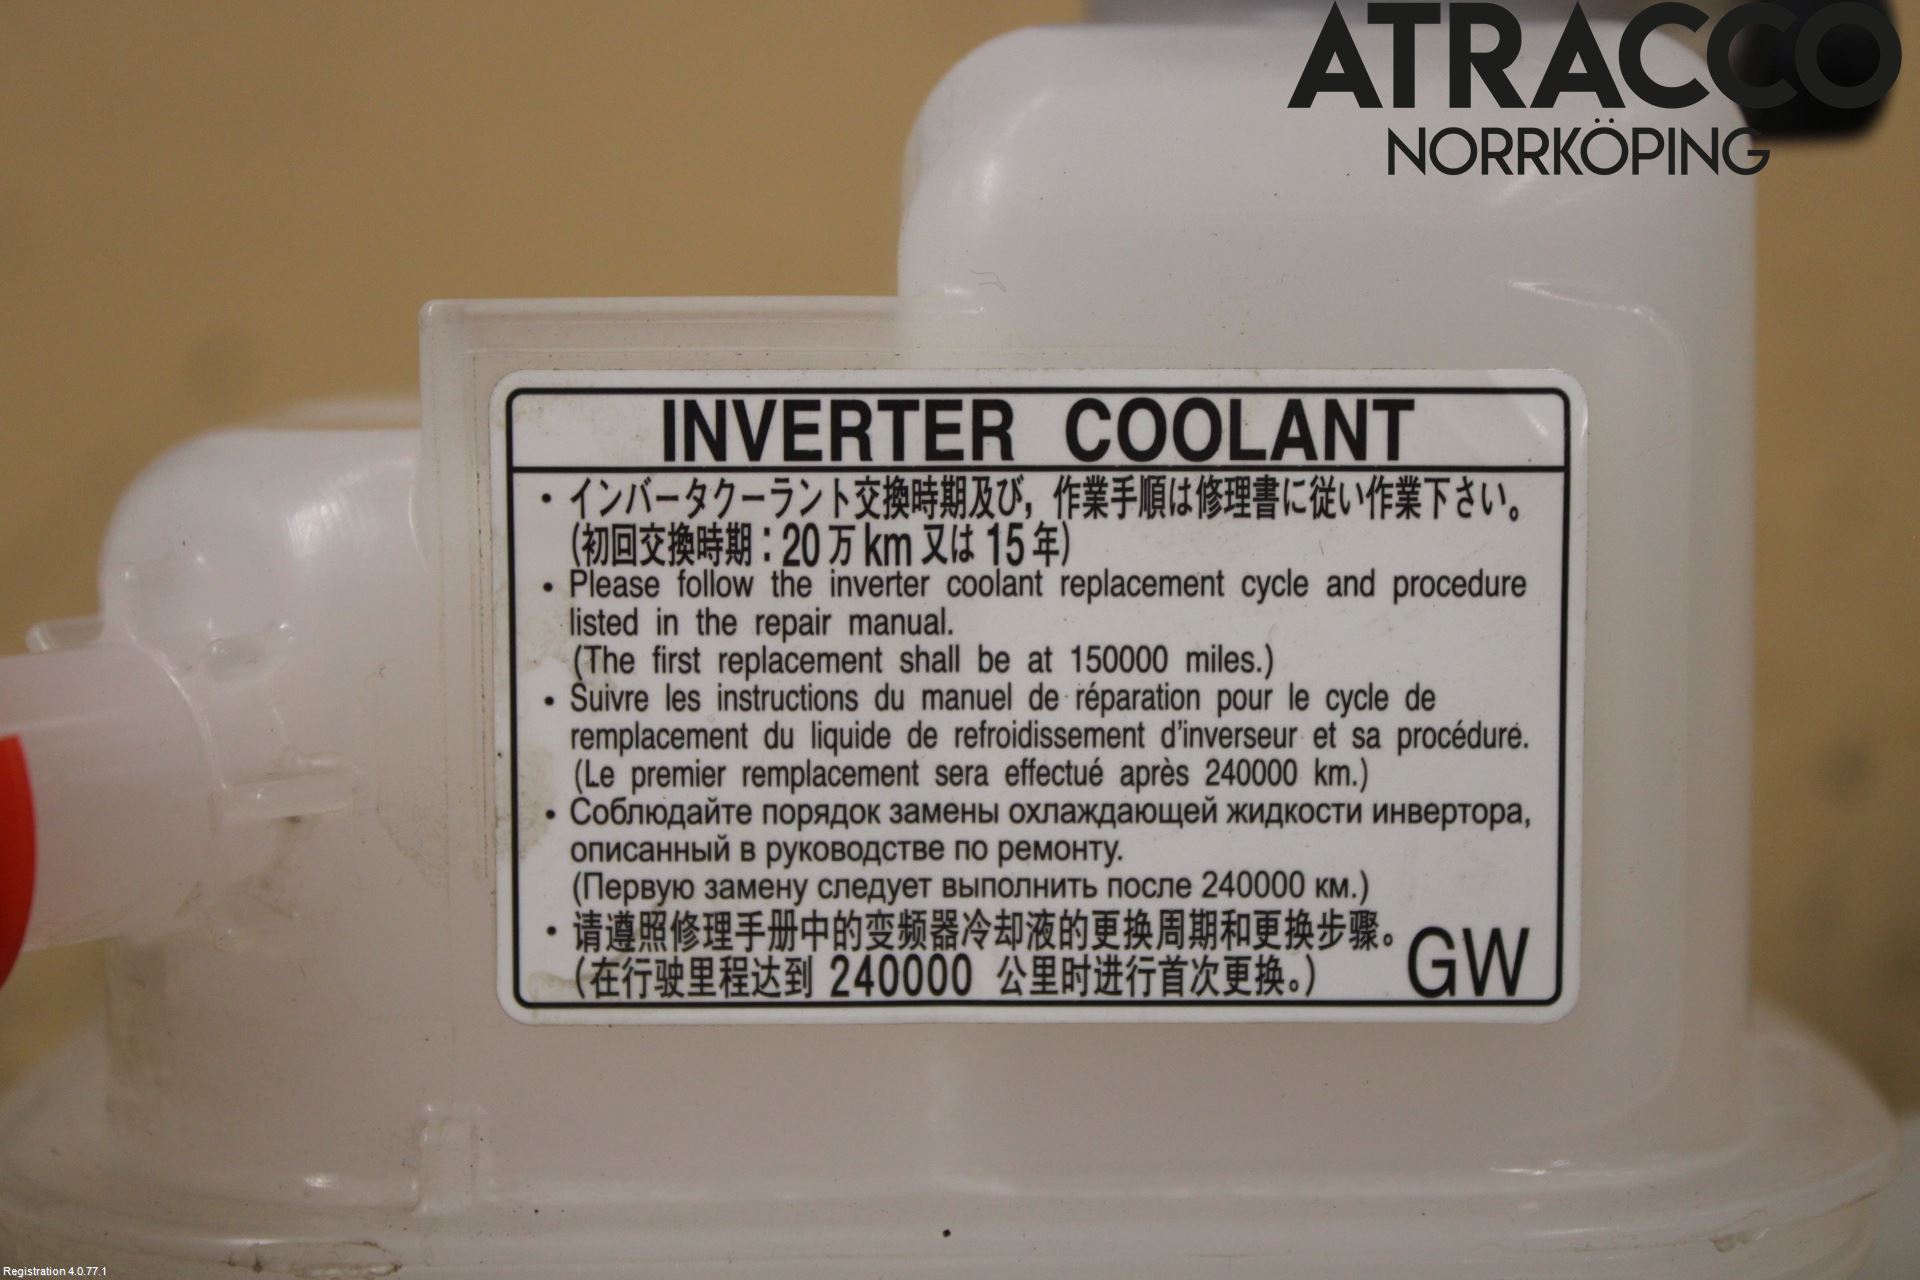 ATRACCO
NORRKÖPING
INVERTER COOLANT
・インバータクーラント交換時期及び，作業手順は修理書に従い作業下さい。
(初回交換時期：20万km又は15年)
・Please follow the inverter coolant replacement cycle and procedure
listed in the repair manual.
(The first replacement shall be at 150000 miles.)
・Suivre les instructions du manuel de réparation pour le cycle de
remplacement du liquide de refroidissement d'inverseur et sa procédure.
(Le premier remplacement sera effectué après 240000 km.)
・Соблюдайте порядок замены охлаждающей жидкости инвертора,
описанный в руководстве по ремонту.
(Первую замену следует выполнить после 240000 км.)
・请遵照修理手册中的变频器冷却液的更换周期和更换步骤。
(在行驶里程达到 240000 公里时进行首次更换。)
GW
Registration 4.0.77.1